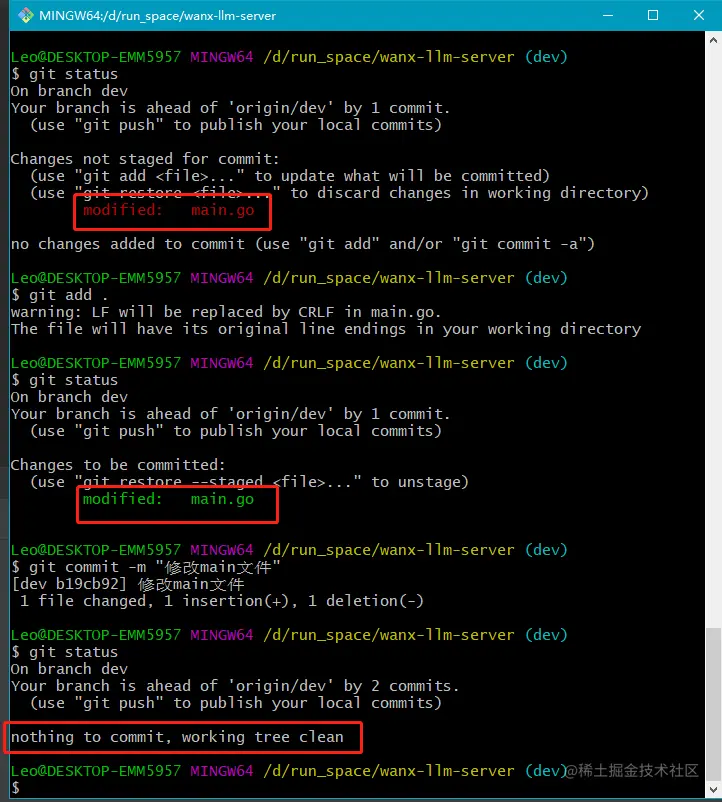 MINGW64:/d/run_space/wanx-llm-server
Leo@DESKTOP-EMM5957 MINGW64 /d/run_space/wanx-llm-server (dev)
$ git status
On branch dev
Your branch is ahead of 'origin/dev' by 1 commit.
  (use "git push" to publish your local commits)
Changes not staged for commit:
  (use "git add <file>..." to update what will be committed)
  (use "git restore <file>..." to discard changes in working directory)
        modified:   main.go
no changes added to commit (use "git add" and/or "git commit -a")
Leo@DESKTOP-EMM5957 MINGW64 /d/run_space/wanx-llm-server (dev)
$ git add .
warning: LF will be replaced by CRLF in main.go.
The file will have its original line endings in your working directory
Leo@DESKTOP-EMM5957 MINGW64 /d/run_space/wanx-llm-server (dev)
$ git status
On branch dev
Your branch is ahead of 'origin/dev' by 1 commit.
  (use "git push" to publish your local commits)
Changes to be committed:
  (use "git restore --staged <file>..." to unstage)
        modified:   main.go
Leo@DESKTOP-EMM5957 MINGW64 /d/run_space/wanx-llm-server (dev)
$ git commit -m "修改main文件"
[dev b19cb92] 修改main文件
 1 file changed, 1 insertion(+), 1 deletion(-)
Leo@DESKTOP-EMM5957 MINGW64 /d/run_space/wanx-llm-server (dev)
$ git status
On branch dev
Your branch is ahead of 'origin/dev' by 2 commits.
  (use "git push" to publish your local commits)
nothing to commit, working tree clean
Leo@DESKTOP-EMM5957 MINGW64 /d/run_space/wanx-llm-server (dev)
$
@稀土掘金技术社区